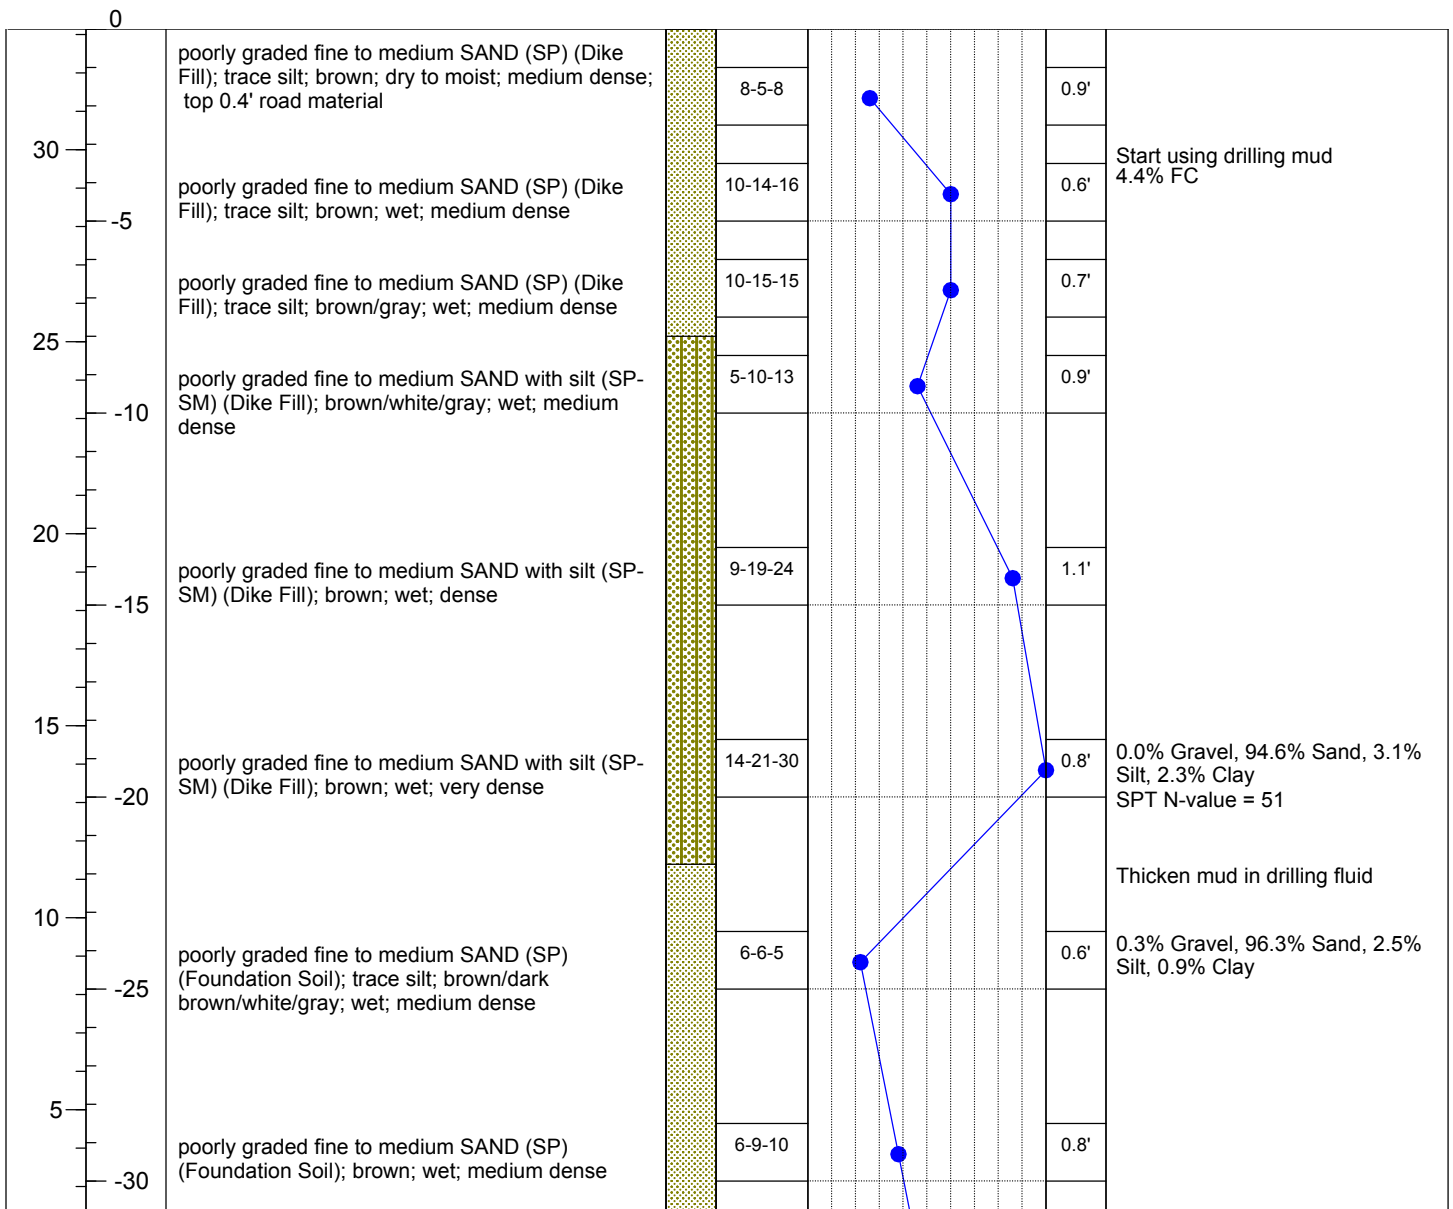 0
poorly graded fine to medium SAND (SP) (Dike
Fill); trace silt; brown; dry to moist; medium dense;
top 0.4' road material
8-5-8
0.9'
30
Start using drilling mud
4.4% FC
poorly graded fine to medium SAND (SP) (Dike
Fill); trace silt; brown; wet; medium dense
10-14-16
0.6'
-5
poorly graded fine to medium SAND (SP) (Dike
Fill); trace silt; brown/gray; wet; medium dense
10-15-15
0.7'
25
poorly graded fine to medium SAND with silt (SP-
SM) (Dike Fill); brown/white/gray; wet; medium
dense
5-10-13
0.9'
-10
20
poorly graded fine to medium SAND with silt (SP-
SM) (Dike Fill); brown; wet; dense
9-19-24
1.1'
-15
15
poorly graded fine to medium SAND with silt (SP-
SM) (Dike Fill); brown; wet; very dense
14-21-30
0.8'
0.0% Gravel, 94.6% Sand, 3.1%
Silt, 2.3% Clay
SPT N-value = 51
-20
Thicken mud in drilling fluid
10
poorly graded fine to medium SAND (SP)
(Foundation Soil); trace silt; brown/dark
brown/white/gray; wet; medium dense
6-6-5
0.6'
0.3% Gravel, 96.3% Sand, 2.5%
Silt, 0.9% Clay
-25
5
poorly graded fine to medium SAND (SP)
(Foundation Soil); brown; wet; medium dense
6-9-10
0.8'
-30